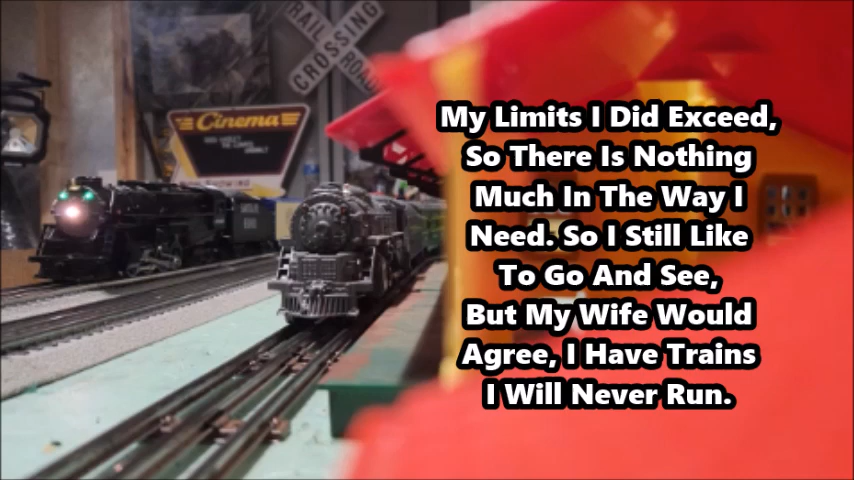 RAIL
CROSSING
ROAD
Cinema
My Limits I Did Exceed,
So There Is Nothing
Much In The Way I
Need. So I Still Like
To Go And See,
But My Wife Would
Agree, I Have Trains
I Will Never Run.